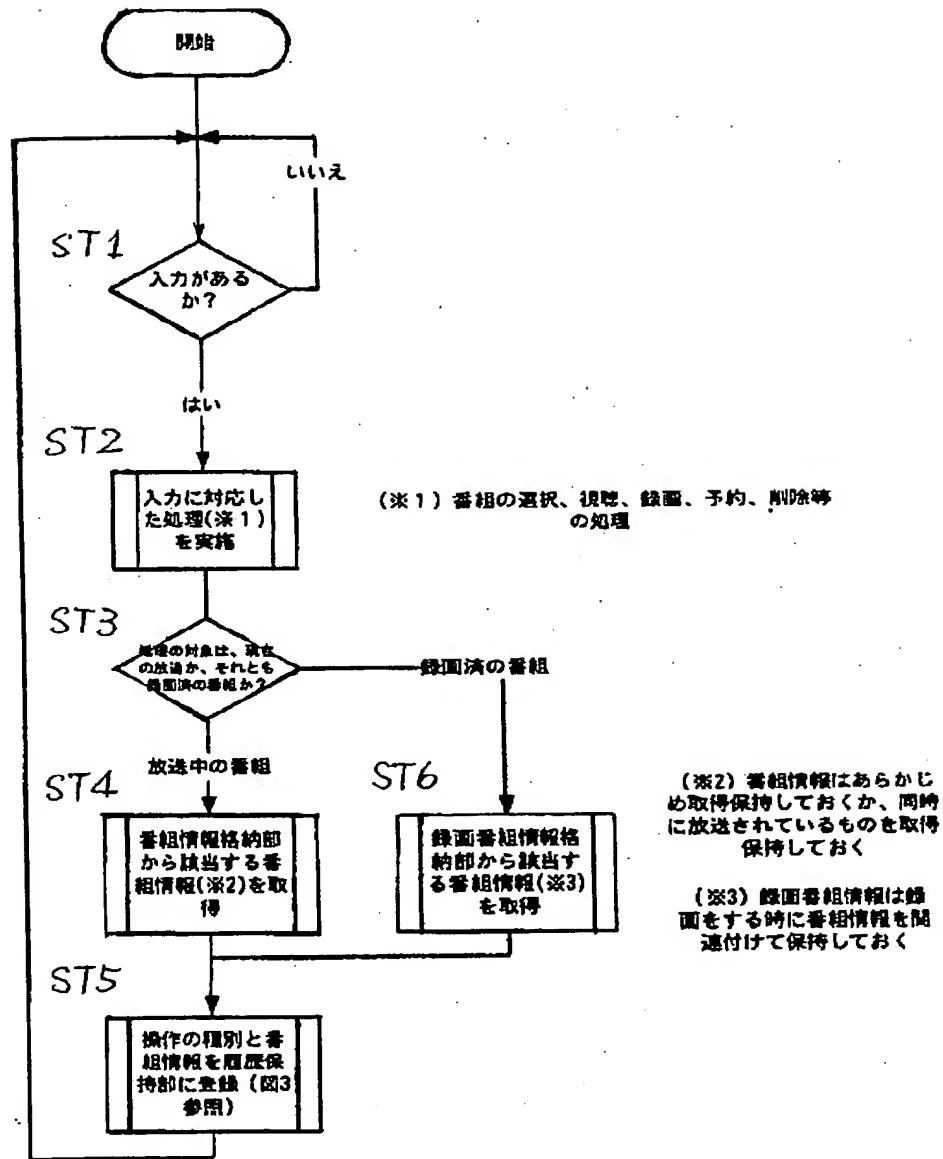 開始
いいえ
ST1
入力がある
か？
はい
ST2
入力に対応し
た処理(※1)
を実施
(※1) 番組の選択、視聴、録画、予約、削除等
の処理
ST3
処理の対象は、現在
の放送か、それとも
録画済の番組か？
録画済の番組
放送中の番組
ST4
番組情報格納部
から該当する番
組情報(※2)を取
得
ST6
録画番組情報格
納部から該当す
る番組情報(※3)
を取得
(※2) 番組情報はあらかじ
め取得保持しておくか、同時
に放送されているものを取得
保持しておく
(※3) 録画番組情報は録
画をする時に番組情報を関
連付けて保持しておく
ST5
操作の種別と番
組情報を履歴保
持部に登録（図3
参照）